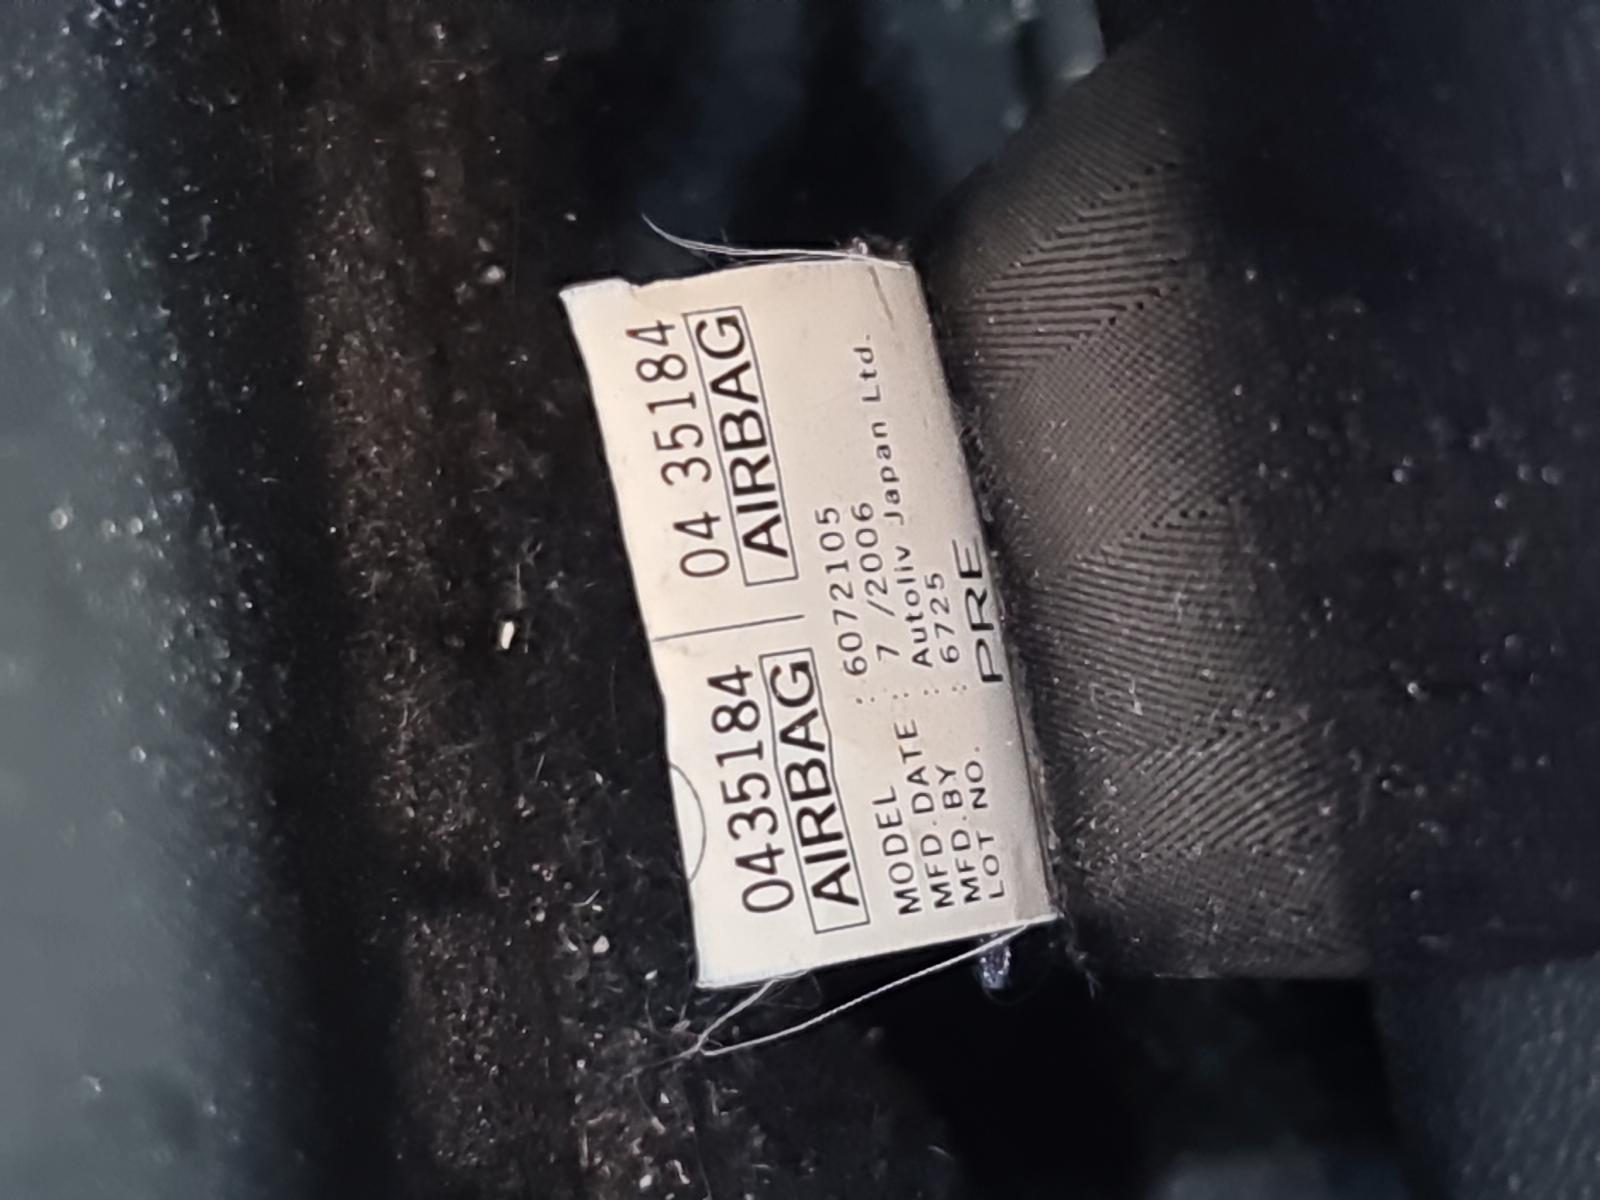 0435184 04 35184
AIRBAG AIRBAG
MODEL : 6072105
MFD.DATE : 7 /2006
MFD.BY : Autoliv Japan Ltd.
LOT NO. : 6725
PRE